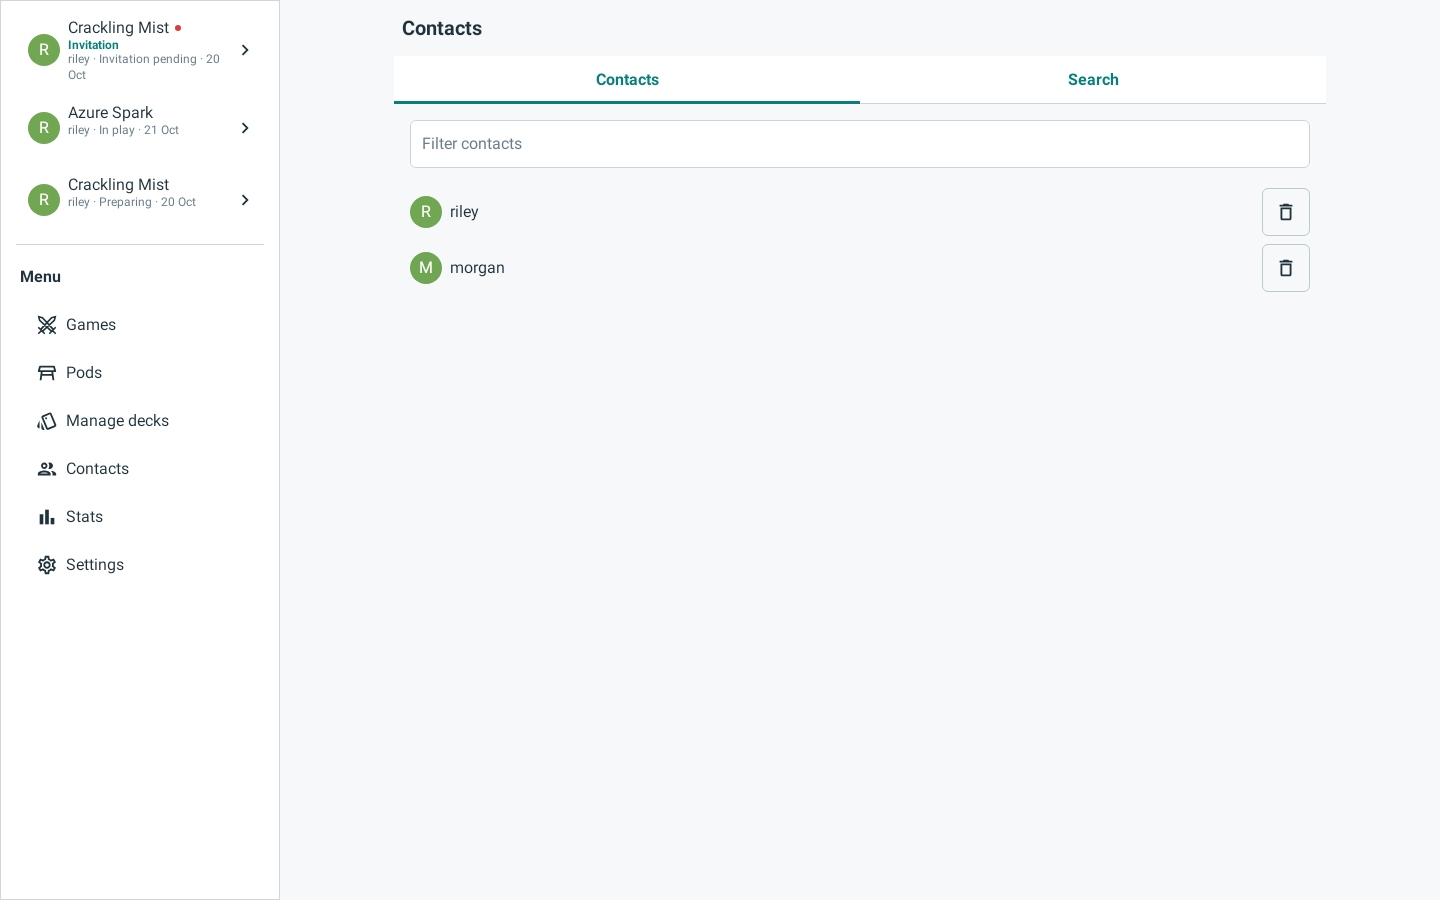 R
Crackling Mist
Invitation
riley · Invitation pending · 20
Oct
R
Azure Spark
riley · In play · 21 Oct
R
Crackling Mist
riley · Preparing · 20 Oct
Menu
Games
Pods
Manage decks
Contacts
Stats
Settings
Contacts
Contacts
Search
Filter contacts
R
riley
M
morgan